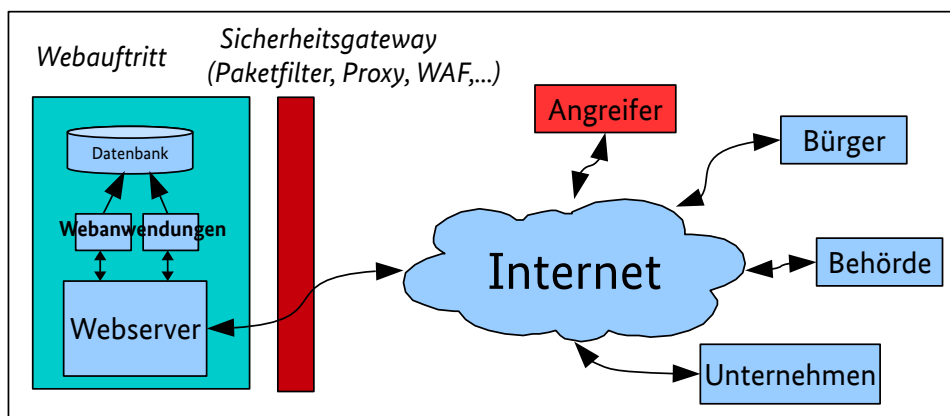 Webauftritt
Sicherheitsgateway
(Paketfilter, Proxy, WAF,...)
Datenbank
Webanwendungen
Webserver
Internet
Angreifer
Bürger
Behörde
Unternehmen